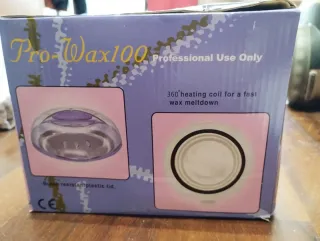 Pro-Wax100 Professional Use Only
360°heating coil for a fast
wax meltdown
CE